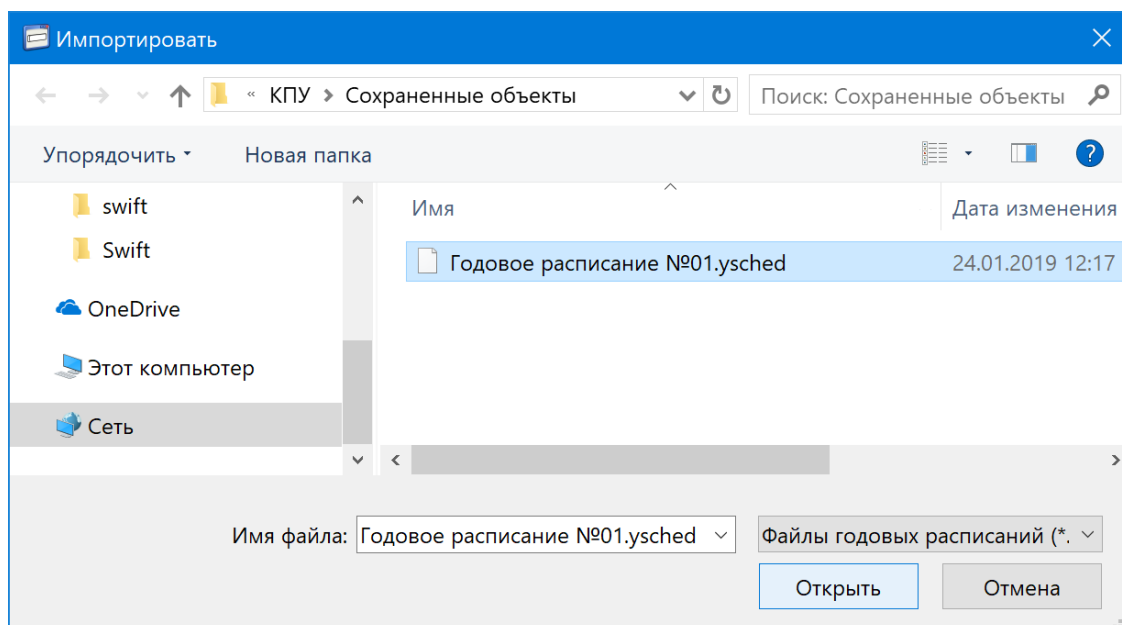 Импортировать
« КПУ > Сохраненные объекты
Поиск: Сохраненные объекты
Упорядочить
Новая папка
?
swift
Swift
OneDrive
Этот компьютер
Сеть
Имя
Дата изменения
Годовое расписание №01.ysched
24.01.2019 12:17
Имя файла: Годовое расписание №01.ysched
Файлы годовых расписаний (*.
Открыть
Отмена